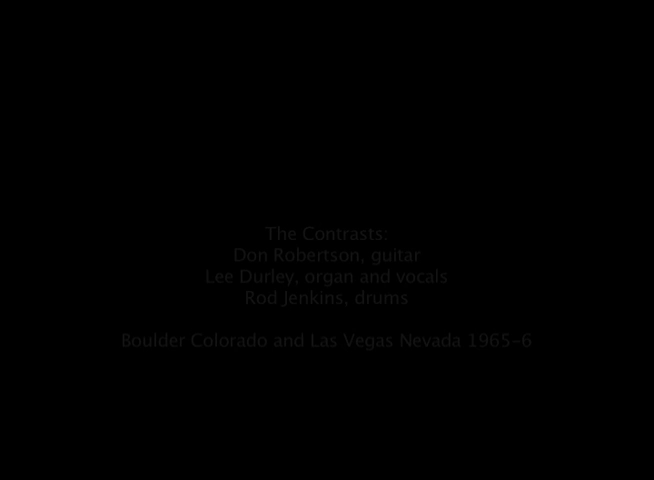 The Contrasts:
Don Robertson, guitar
Lee Durley, organ and vocals
Rod Jenkins, drums
Boulder Colorado and Las Vegas Nevada 1965-6